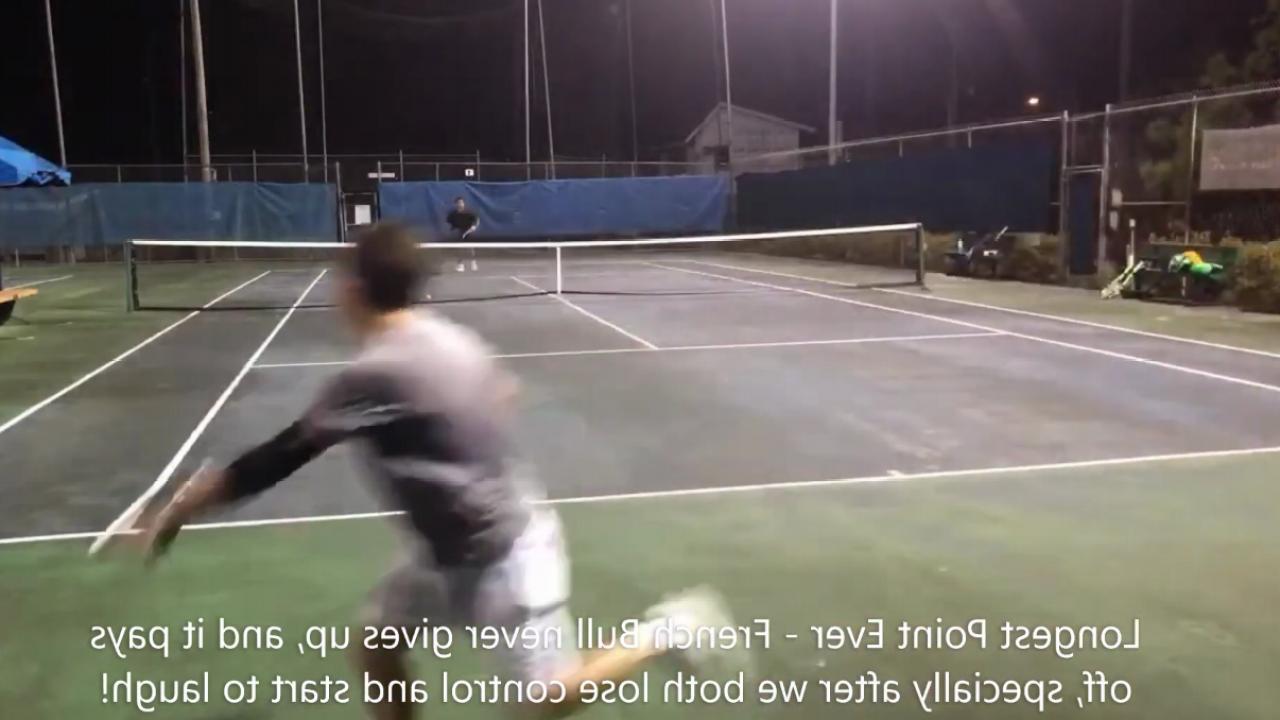 Longest Point Ever - French Bull never gives up, and it pays
off, specially after we both lose control and start to laugh!